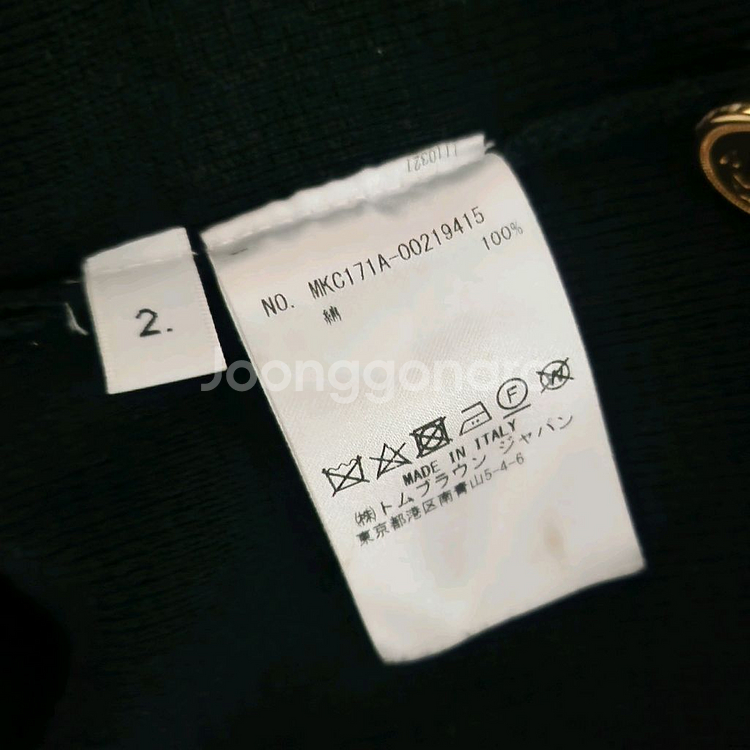 1110321
NO. MKC171A-00219415
綿 100%
2.
Joonggonara
F
W
MADE IN ITALY
㈱トムブラウン ジャパン
東京都港区南青山5-4-6